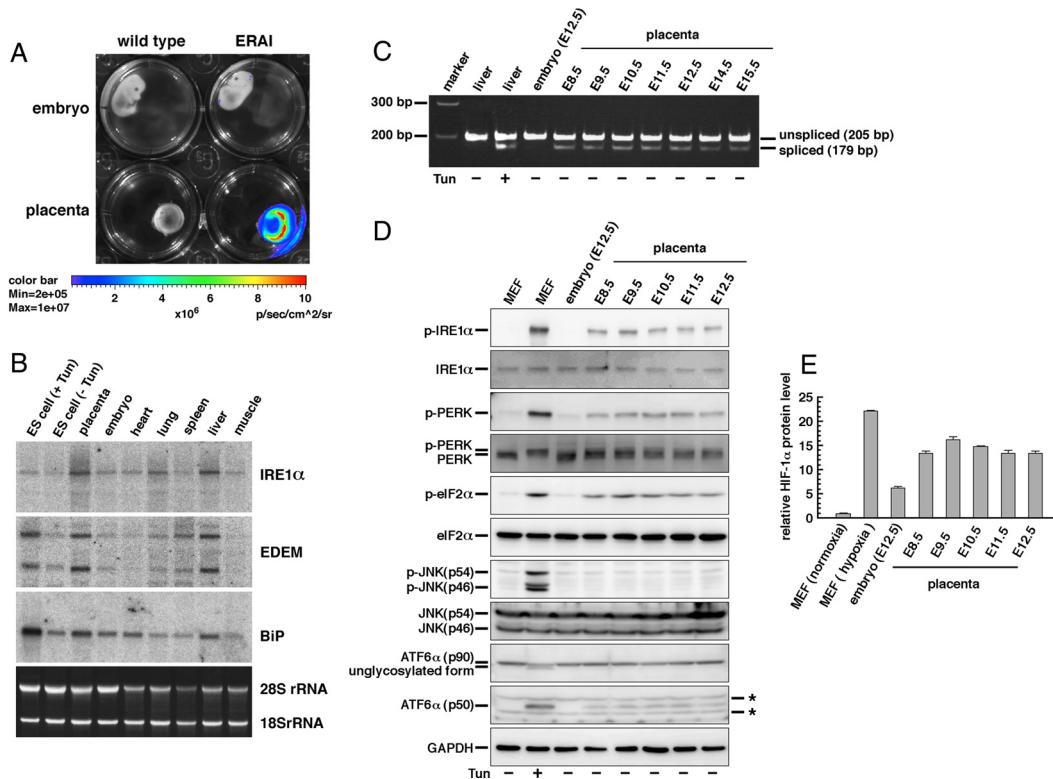 A
wild type ERAI
embryo
placenta
color bar
Min=2e+05
Max=1e+07
2 4 6 8 10
x10^6 p/sec/cm^2/sr
B
ES cell (+ Tun)
ES cell (- Tun)
placenta
embryo
heart
lung
spleen
liver
muscle
IRE1α
EDEM
BiP
28S rRNA
18SrRNA
C
marker
liver
liver
embryo (E12.5)
placenta
E8.5
E9.5
E10.5
E11.5
E12.5
E14.5
E15.5
300 bp
200 bp
unspliced (205 bp)
spliced (179 bp)
Tun − + − − − − − − − −
D
MEF
MEF
embryo (E12.5)
placenta
E8.5
E9.5
E10.5
E11.5
E12.5
p-IRE1α
IRE1α
p-PERK
p-PERK
PERK
p-eIF2α
eIF2α
p-JNK(p54)
p-JNK(p46)
JNK(p54)
JNK(p46)
ATF6α (p90)
unglycosylated form
ATF6α (p50)
*
*
GAPDH
Tun − + − − − − − −
E
relative HIF-1α protein level
25
20
15
10
5
0
MEF (normoxia)
MEF ( hypoxia )
embryo (E12.5)
E8.5
E9.5
E10.5
E11.5
E12.5
placenta